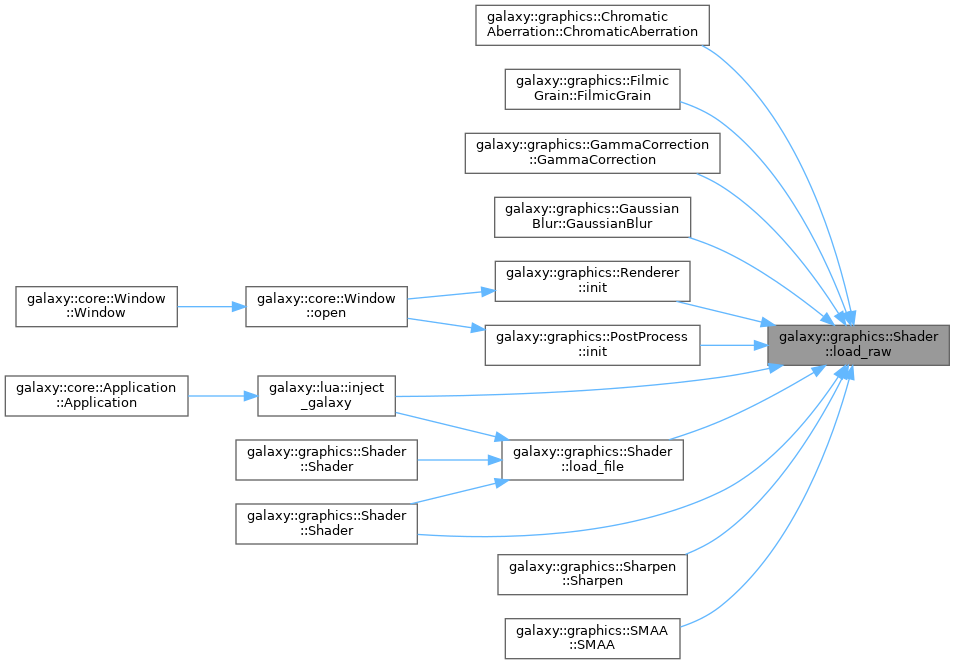 galaxy::graphics::Chromatic
Aberration::ChromaticAberration
galaxy::graphics::Filmic
Grain::FilmicGrain
galaxy::graphics::GammaCorrection
::GammaCorrection
galaxy::graphics::Gaussian
Blur::GaussianBlur
galaxy::graphics::Renderer
::init
galaxy::core::Window
::Window
galaxy::core::Window
::open
galaxy::graphics::PostProcess
::init
galaxy::graphics::Shader
::load_raw
galaxy::core::Application
::Application
galaxy::lua::inject
_galaxy
galaxy::graphics::Shader
::Shader
galaxy::graphics::Shader
::load_file
galaxy::graphics::Shader
::Shader
galaxy::graphics::Sharpen
::Sharpen
galaxy::graphics::SMAA
::SMAA